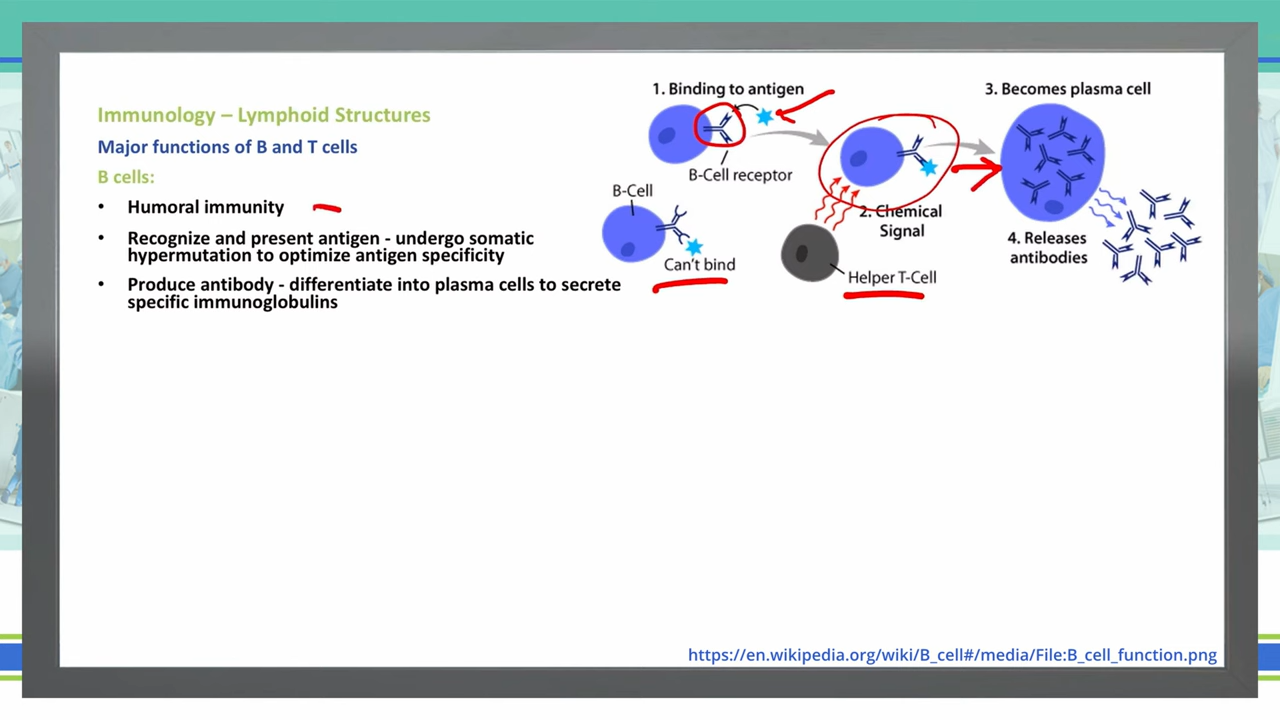 Immunology – Lymphoid Structures
Major functions of B and T cells
B cells:
• Humoral immunity
• Recognize and present antigen - undergo somatic
hypermutation to optimize antigen specificity
• Produce antibody - differentiate into plasma cells to secrete
specific immunoglobulins
1. Binding to antigen
B-Cell receptor
B-Cell
Can't bind
2. Chemical
Signal
Helper T-Cell
3. Becomes plasma cell
4. Releases
antibodies
https://en.wikipedia.org/wiki/B_cell#/media/File:B_cell_function.png